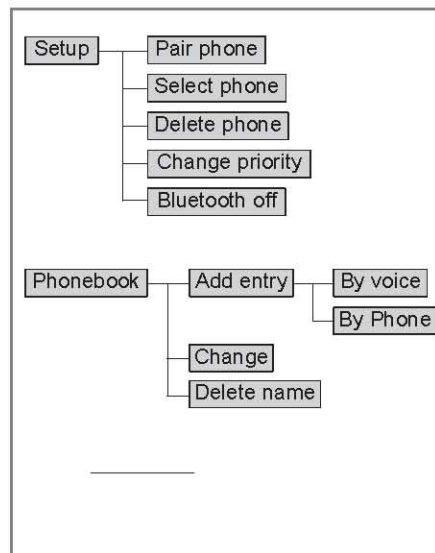 Setup
Pair phone
Select phone
Delete phone
Change priority
Bluetooth off
Phonebook
Add entry
By voice
By Phone
Change
Delete name